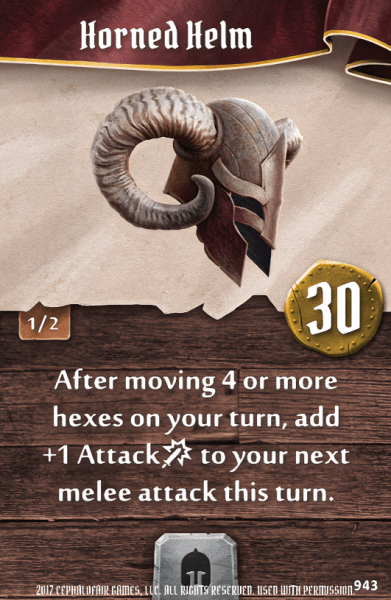 Horned Helm
1/2
30
After moving 4 or more
hexes on your turn, add
+1 Attack to your next
melee attack this turn.
2017 CEPHALOFAIR GAMES, LLC. ALL RIGHTS RESERVED. USED WITH PERMISSION 943